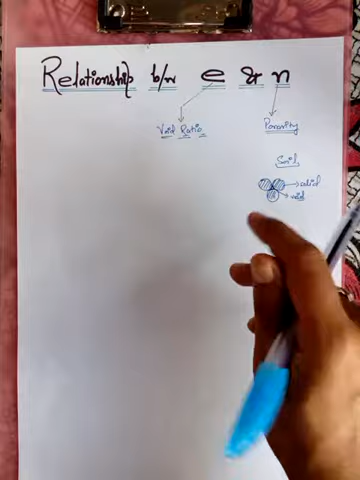 Relationship b/w e & n
Void Ratio
Porosity
Soil
solid
void